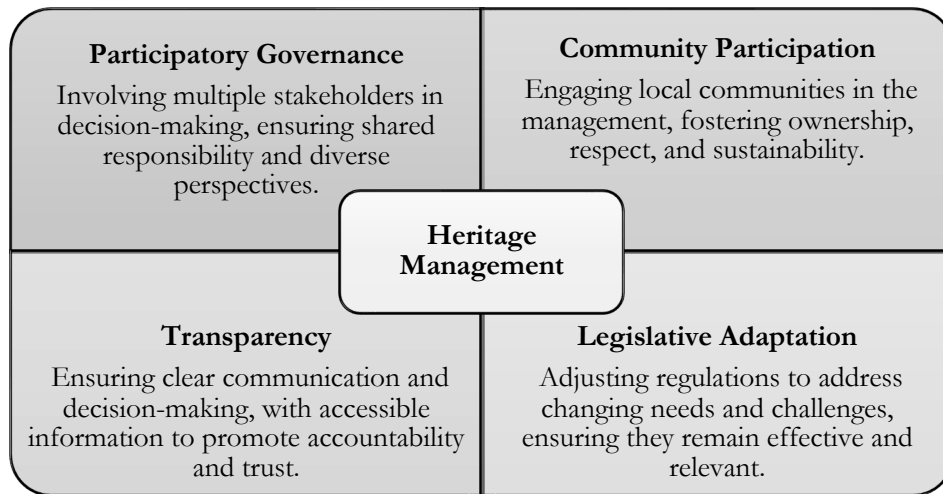 Participatory Governance
Involving multiple stakeholders in
decision-making, ensuring shared
responsibility and diverse
perspectives.
Community Participation
Engaging local communities in the
management, fostering ownership,
respect, and sustainability.
Heritage
Management
Transparency
Ensuring clear communication and
decision-making, with accessible
information to promote accountability
and trust.
Legislative Adaptation
Adjusting regulations to address
changing needs and challenges,
ensuring they remain effective and
relevant.